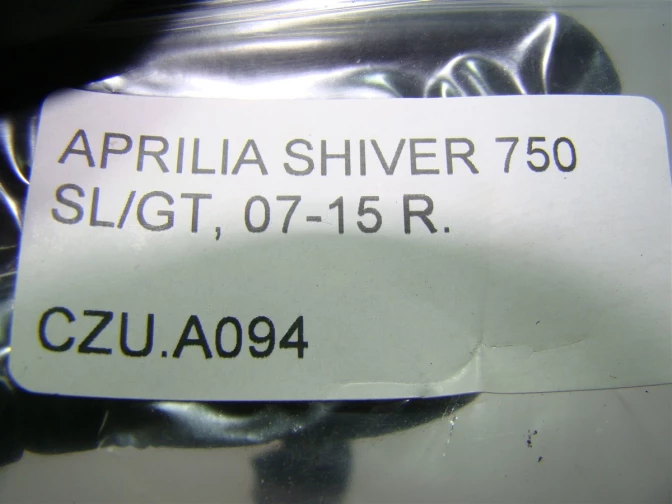 APRILIA SHIVER 750
SL/GT, 07-15 R.
CZU.A094